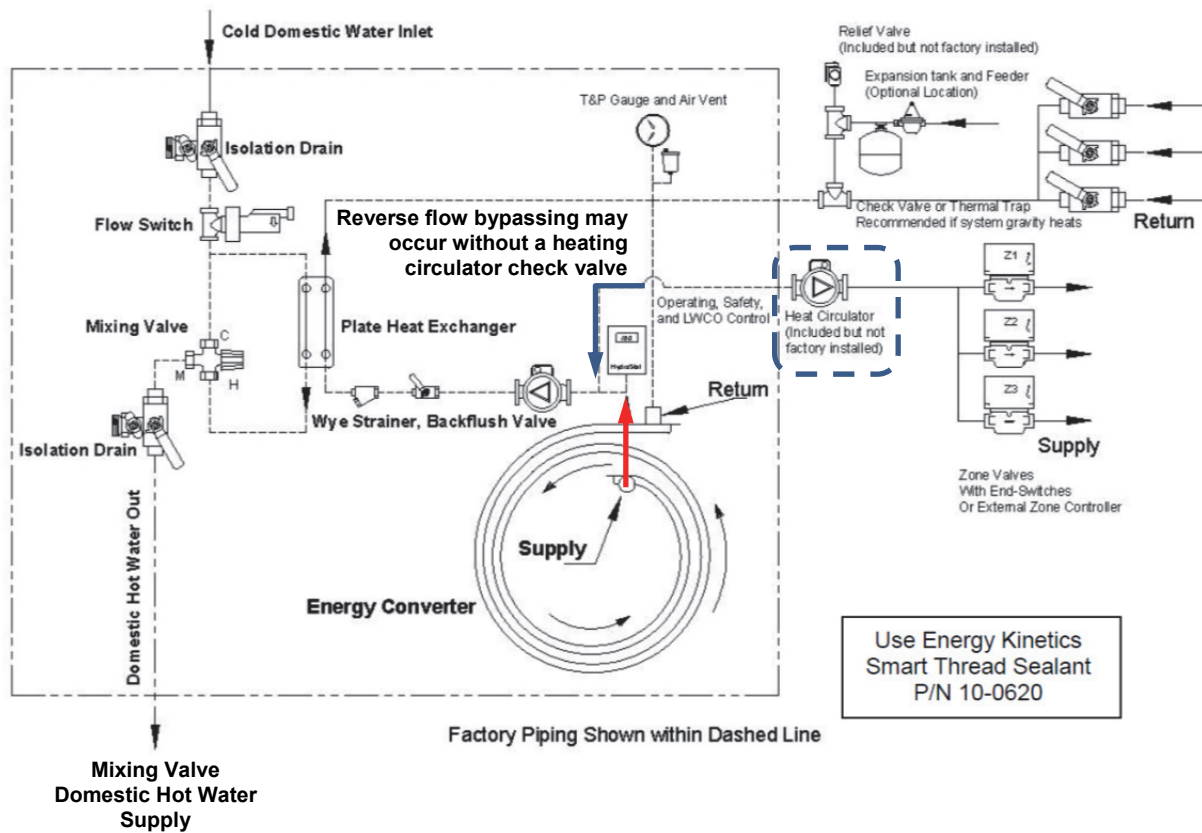 Cold Domestic Water Inlet
Relief Valve
(Included but not factory installed)
Expansion tank and Feeder
(Optional Location)
T&P Gauge and Air Vent
Isolation Drain
Flow Switch
Reverse flow bypassing may
occur without a heating
circulator check valve
Check Valve or Thermal Trap
Recommended if system gravity heats
Return
Z1
Mixing Valve
C
M
H
Plate Heat Exchanger
Operating, Safety,
and LWCO Control
Heat Circulator
(Included but not
factory installed)
Z2
HydroStat
Z3
Return
Wye Strainer, Backflush Valve
Isolation Drain
Supply
Zone Valves
With End-Switches
Or External Zone Controller
Domestic Hot Water Out
Supply
Energy Converter
Use Energy Kinetics
Smart Thread Sealant
P/N 10-0620
Factory Piping Shown within Dashed Line
Mixing Valve
Domestic Hot Water
Supply